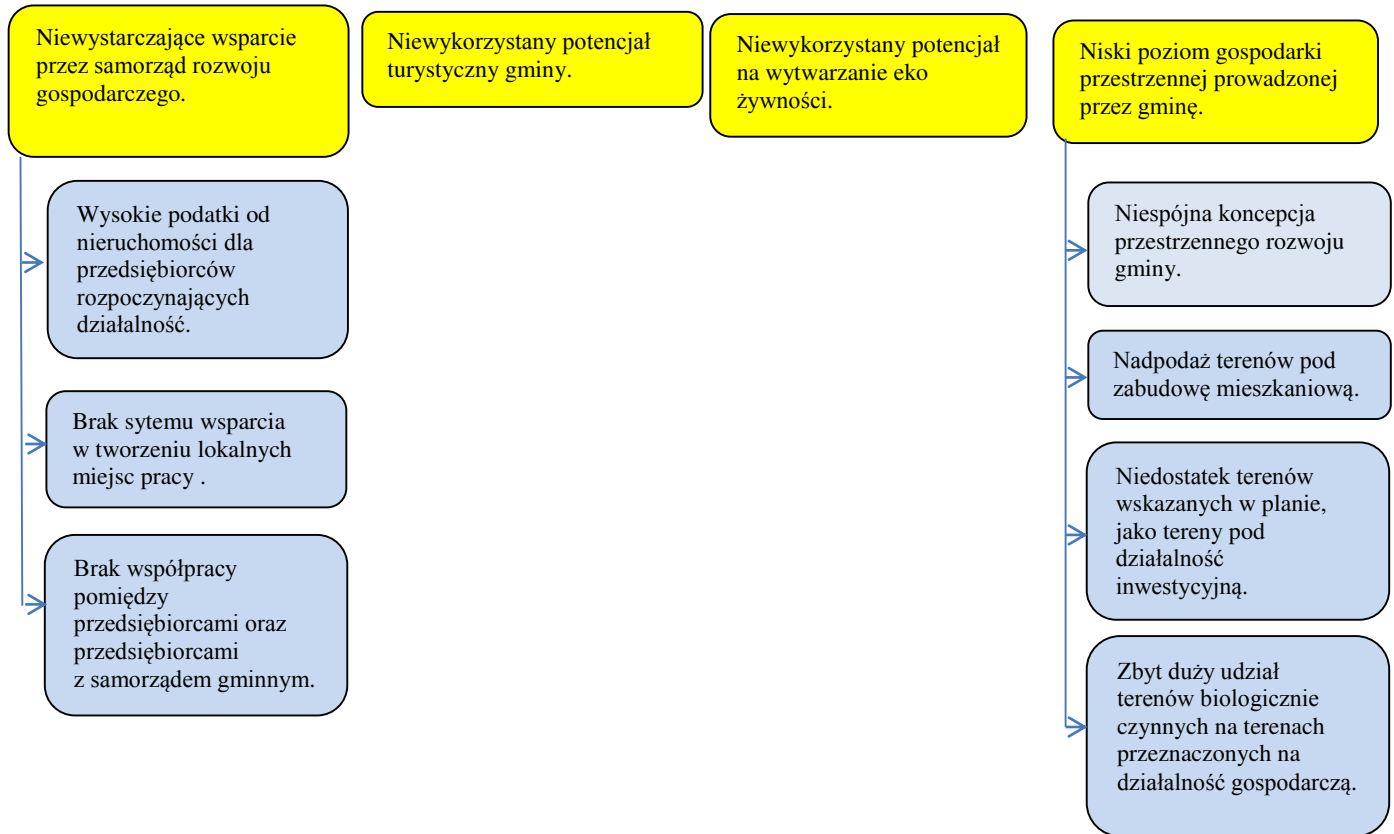 Niewystarczające wsparcie
przez samorząd rozwoju
gospodarczego.
Niewykorzystany potencjał
turystyczny gminy.
Niewykorzystany potencjał
na wytwarzanie eko
żywności.
Niski poziom gospodarki
przestrzennej prowadzonej
przez gminę.
Wysokie podatki od
nieruchomości dla
przedsiębiorców
rozpoczynających
działalność.
Brak sytemu wsparcia
w tworzeniu lokalnych
miejsc pracy .
Brak współpracy
pomiędzy
przedsiębiorcami oraz
przedsiębiorcami
z samorządem gminnym.
Niespójna koncepcja
przestrzennego rozwoju
gminy.
Nadpodaż terenów pod
zabudowę mieszkaniową.
Niedostatek terenów
wskazanych w planie,
jako tereny pod
działalność
inwestycyjną.
Zbyt duży udział
terenów biologicznie
czynnych na terenach
przeznaczonych na
działalność gospodarczą.